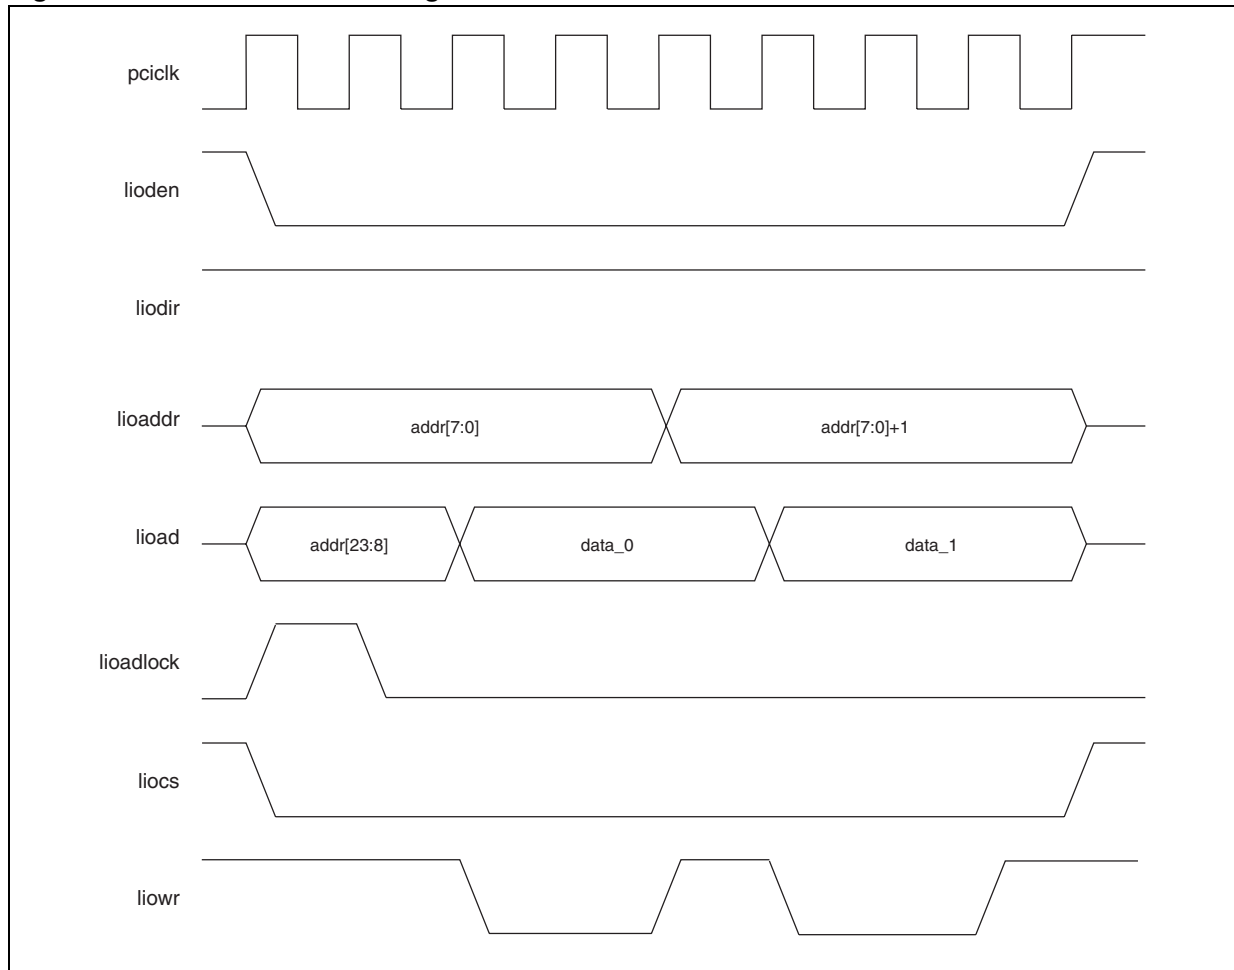 pciclk
lioden
liodir
lioaddr addr[7:0] addr[7:0]+1
lioad addr[23:8] data_0 data_1
lioadlock
liocs
liowr